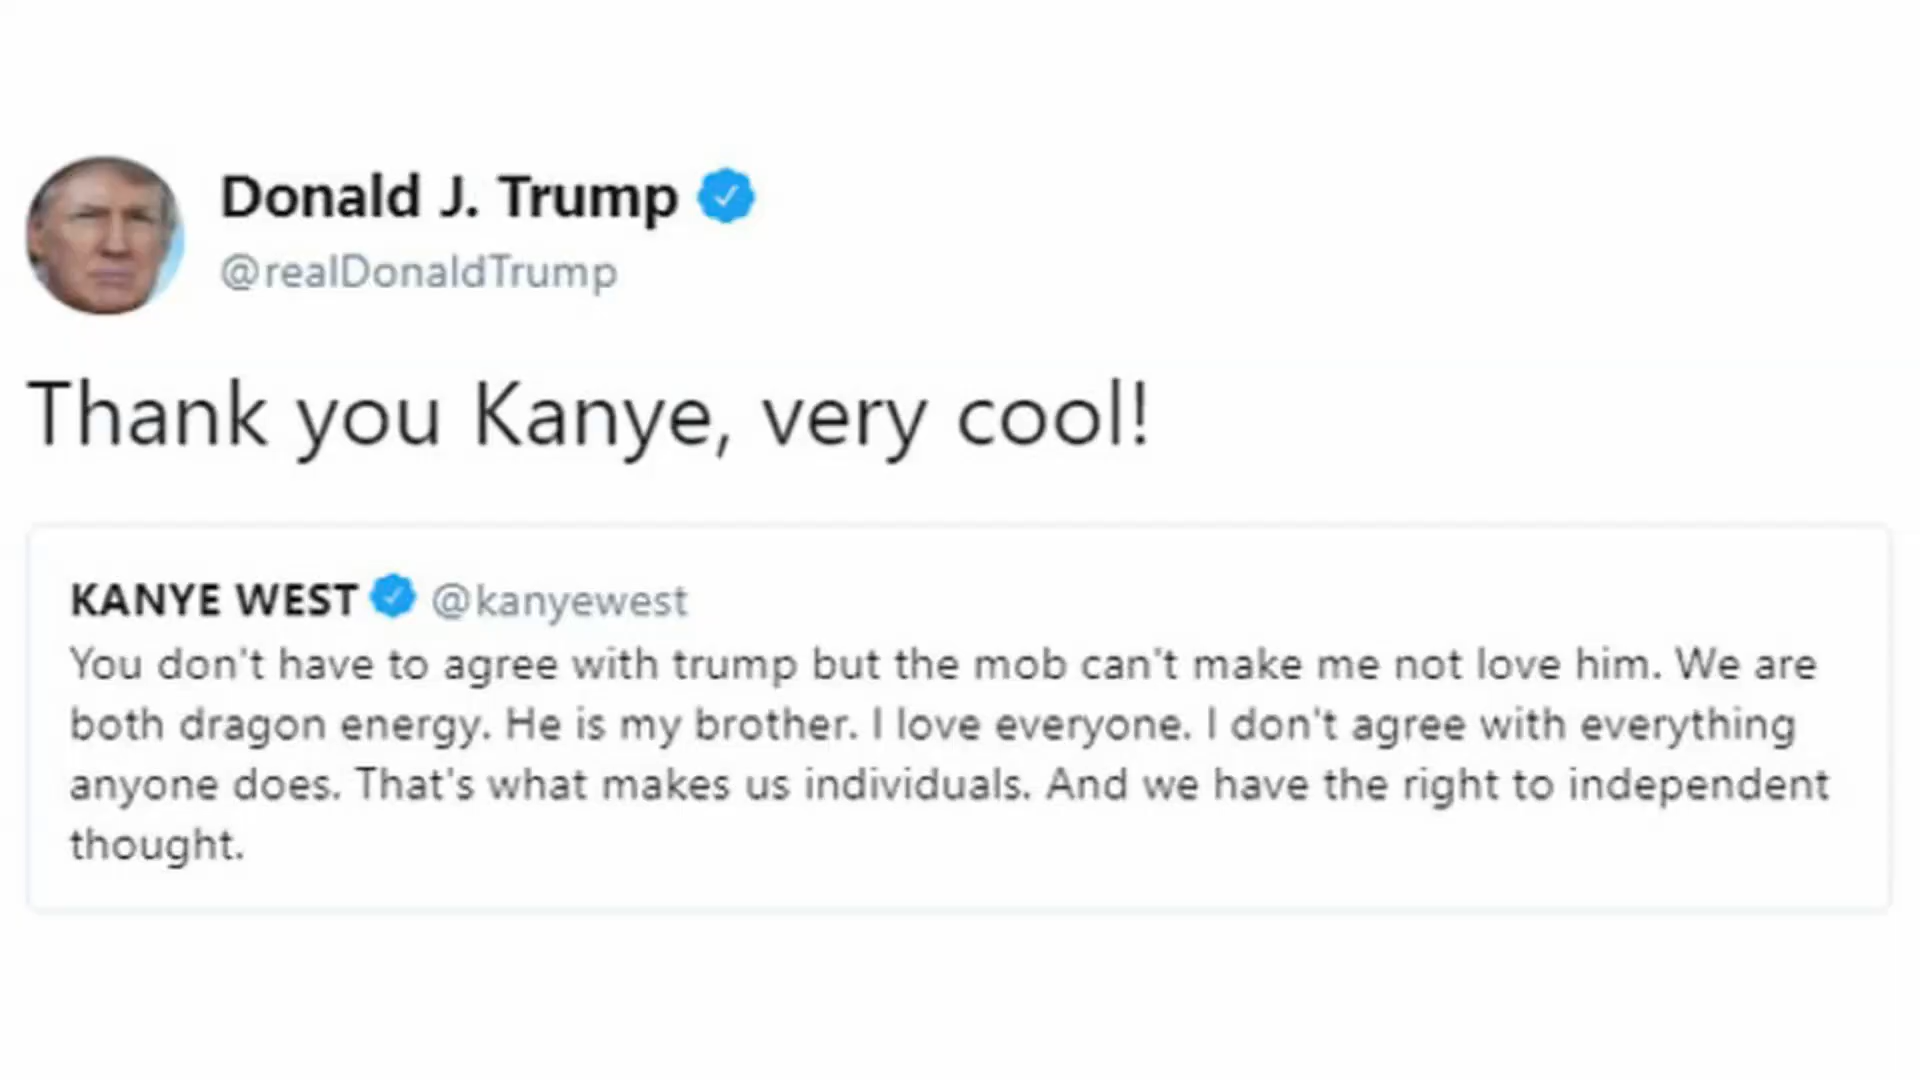 Donald J. Trump
@realDonaldTrump
Thank you Kanye, very cool!
KANYE WEST @kanyewest
You don't have to agree with trump but the mob can't make me not love him. We are
both dragon energy. He is my brother. I love everyone. I don't agree with everything
anyone does. That's what makes us individuals. And we have the right to independent
thought.